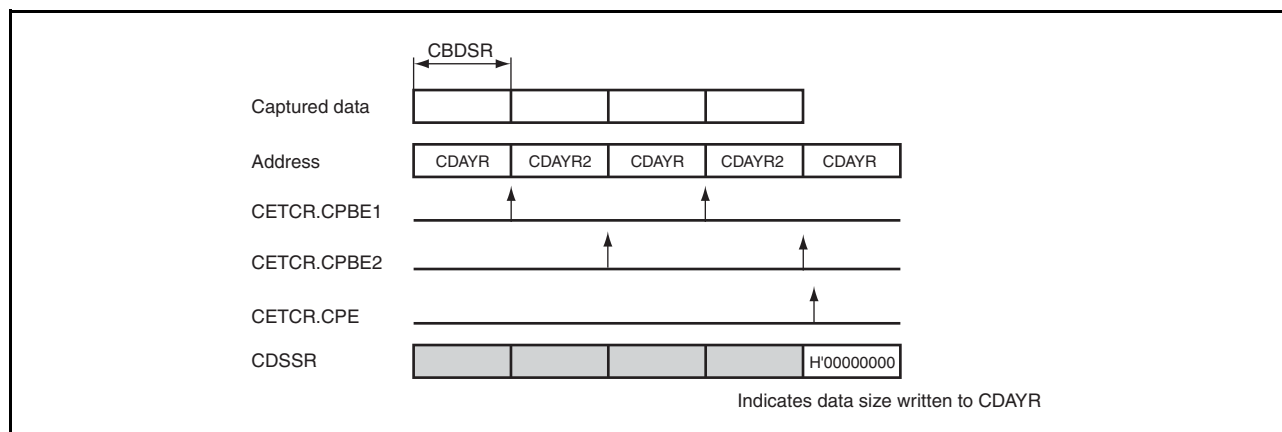 CBDSR
Captured data
Address CDAYR CDAYR2 CDAYR CDAYR2 CDAYR
CETCR.CPBE1
CETCR.CPBE2
CETCR.CPE
CDSSR H'00000000
Indicates data size written to CDAYR